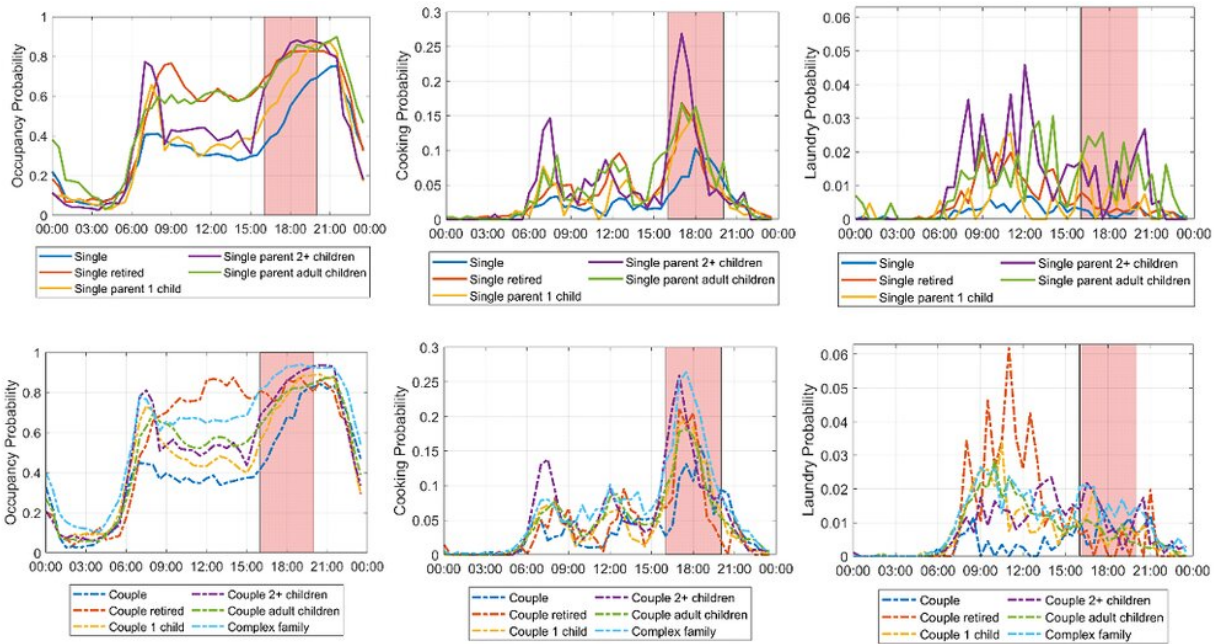 Occupancy Probability
1
0.8
0.6
0.4
0.2
0
00:00 03:00 06:00 09:00 12:00 15:00 18:00 21:00 00:00
Single
Single retired
Single parent 1 child
Single parent 2+ children
Single parent adult children
Cooking Probability
0.3
0.25
0.2
0.15
0.1
0.05
0
00:00 03:00 06:00 09:00 12:00 15:00 18:00 21:00 00:00
Single
Single retired
Single parent 1 child
Single parent 2+ children
Single parent adult children
Laundry Probability
0.06
0.05
0.04
0.03
0.02
0.01
0
00:00 03:00 06:00 09:00 12:00 15:00 18:00 21:00 00:00
Single
Single retired
Single parent 1 child
Single parent 2+ children
Single parent adult children
Occupancy Probability
1
0.8
0.6
0.4
0.2
0
00:00 03:00 06:00 09:00 12:00 15:00 18:00 21:00 00:00
Couple
Couple retired
Couple 1 child
Couple 2+ children
Couple adult children
Complex family
Cooking Probability
0.3
0.25
0.2
0.15
0.1
0.05
0
00:00 03:00 06:00 09:00 12:00 15:00 18:00 21:00 00:00
Couple
Couple retired
Couple 1 child
Couple 2+ children
Couple adult children
Complex family
Laundry Probability
0.06
0.05
0.04
0.03
0.02
0.01
0
00:00 03:00 06:00 09:00 12:00 15:00 18:00 21:00 00:00
Couple
Couple retired
Couple 1 child
Couple 2+ children
Couple adult children
Complex family